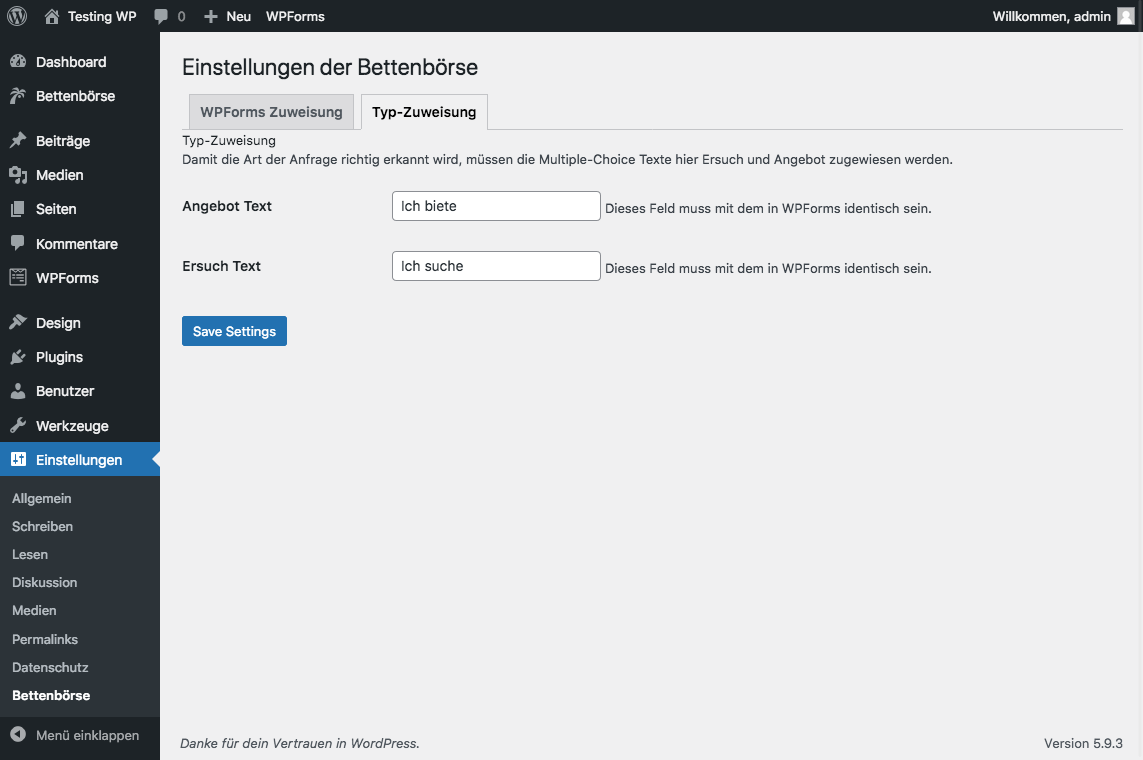 Testing WP 0 Neu WPForms Willkommen, admin
Dashboard
Bettenbörse
Beiträge
Medien
Seiten
Kommentare
WPForms
Design
Plugins
Benutzer
Werkzeuge
Einstellungen
Allgemein
Schreiben
Lesen
Diskussion
Medien
Permalinks
Datenschutz
Bettenbörse
Menü einklappen
Einstellungen der Bettenbörse
WPForms Zuweisung Typ-Zuweisung
Typ-Zuweisung
Damit die Art der Anfrage richtig erkannt wird, müssen die Multiple-Choice Texte hier Ersuch und Angebot zugewiesen werden.
Angebot Text Ich biete Dieses Feld muss mit dem in WPForms identisch sein.
Ersuch Text Ich suche Dieses Feld muss mit dem in WPForms identisch sein.
Save Settings
Danke für dein Vertrauen in WordPress. Version 5.9.3